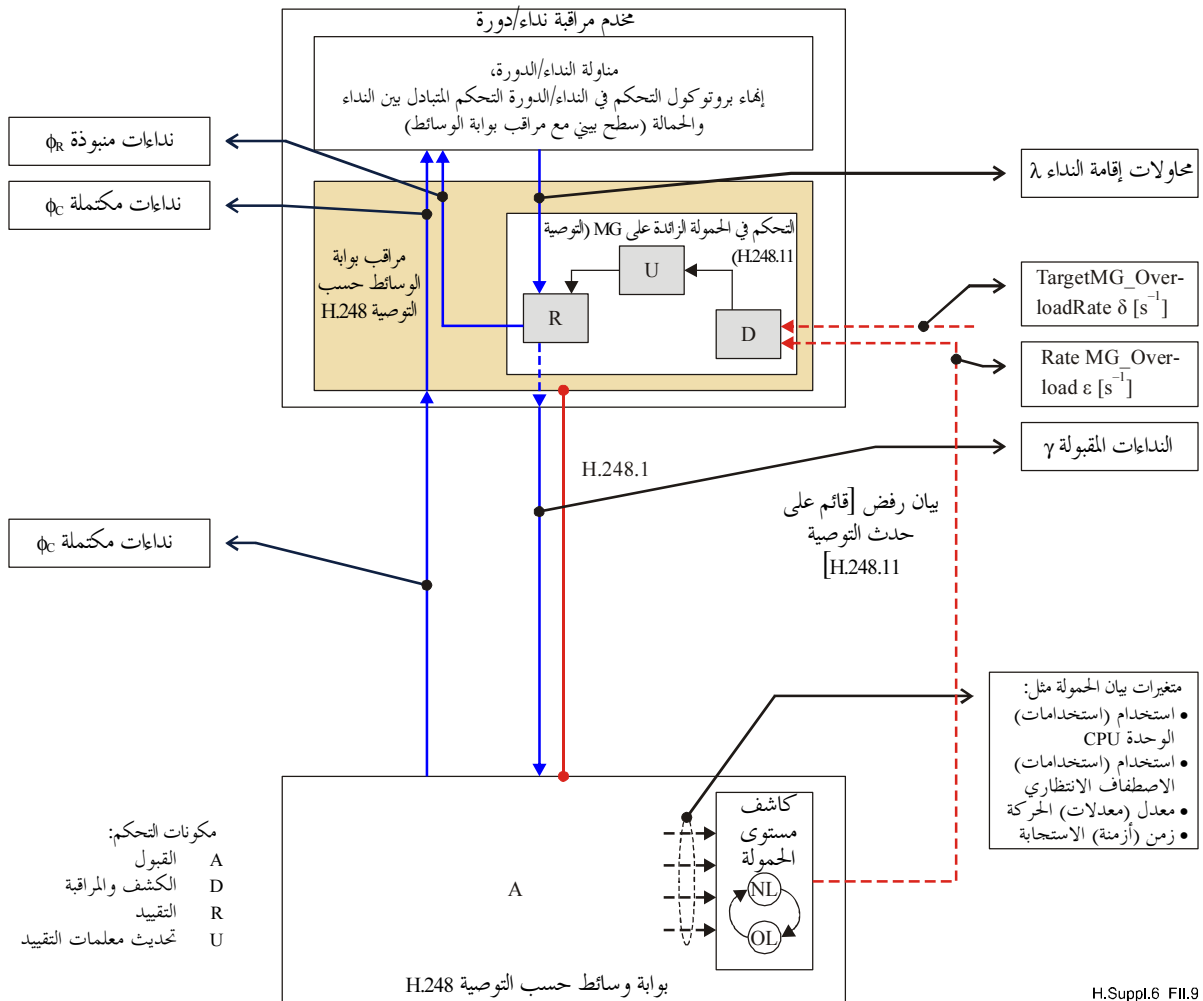 مخدم مراقبة نداء/دورة
مناولة النداء/الدورة،
إنهاء بروتوكول التحكم في النداء/الدورة التحكم المتبادل بين النداء
والحمالة (سطح بيني مع مراقب بوابة الوسائط)
نداءات منبوذة ϕR
نداءات مكتملة ϕC
محاولات إقامة النداء λ
التحكم في الحمولة الزائدة على MG (التوصية
H.248.11)
مراقب بوابة
الوسائط حسب
التوصية H.248
U
R
D
TargetMG_Over-
loadRate δ [s⁻¹]
Rate MG_Over-
load ε [s⁻¹]
النداءات المقبولة γ
H.248.1
بيان رفض [قائم على
حدث التوصية
H.248.11]
نداءات مكتملة ϕC
متغيرات بيان الحمولة مثل:
• استخدام (استخدامات)
الوحدة CPU
• استخدام (استخدامات)
الاصطفاف الانتظاري
• معدل (معدلات) الحركة
• زمن (أزمنة) الاستجابة
كاشف
مستوى
الحمولة
NL
OL
A
مكونات التحكم:
A القبول
D الكشف والمراقبة
R التقييد
U تحديث معلمات التقييد
بوابة وسائط حسب التوصية H.248
H.Suppl.6_FII.9